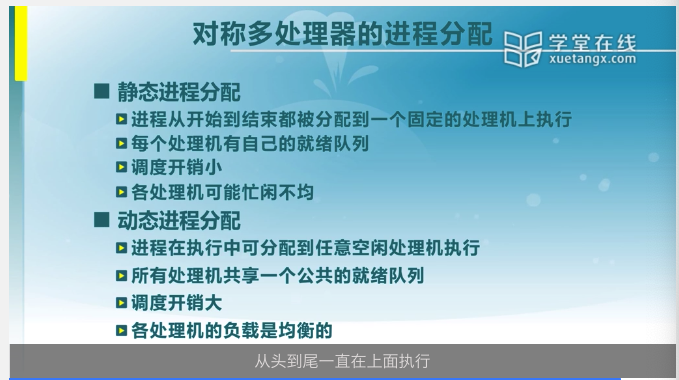 对称多处理器的进程分配
学堂在线
xuetangx.com
静态进程分配
进程从开始到结束都被分配到一个固定的处理机上执行
每个处理机有自己的就绪队列
调度开销小
各处理机可能忙闲不均
动态进程分配
进程在执行中可分配到任意空闲处理机执行
所有处理机共享一个公共的就绪队列
调度开销大
各处理机的负载是均衡的
从头到尾一直在上面执行